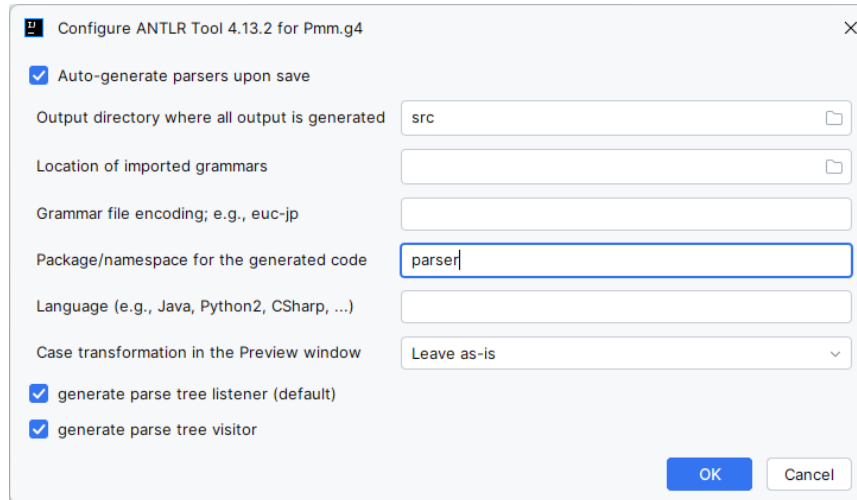 Configure ANTLR Tool 4.13.2 for Pmm.g4
Auto-generate parsers upon save
Output directory where all output is generated src
Location of imported grammars
Grammar file encoding; e.g., euc-jp
Package/namespace for the generated code parser
Language (e.g., Java, Python2, CSharp, ...)
Case transformation in the Preview window Leave as-is
generate parse tree listener (default)
generate parse tree visitor
OK Cancel